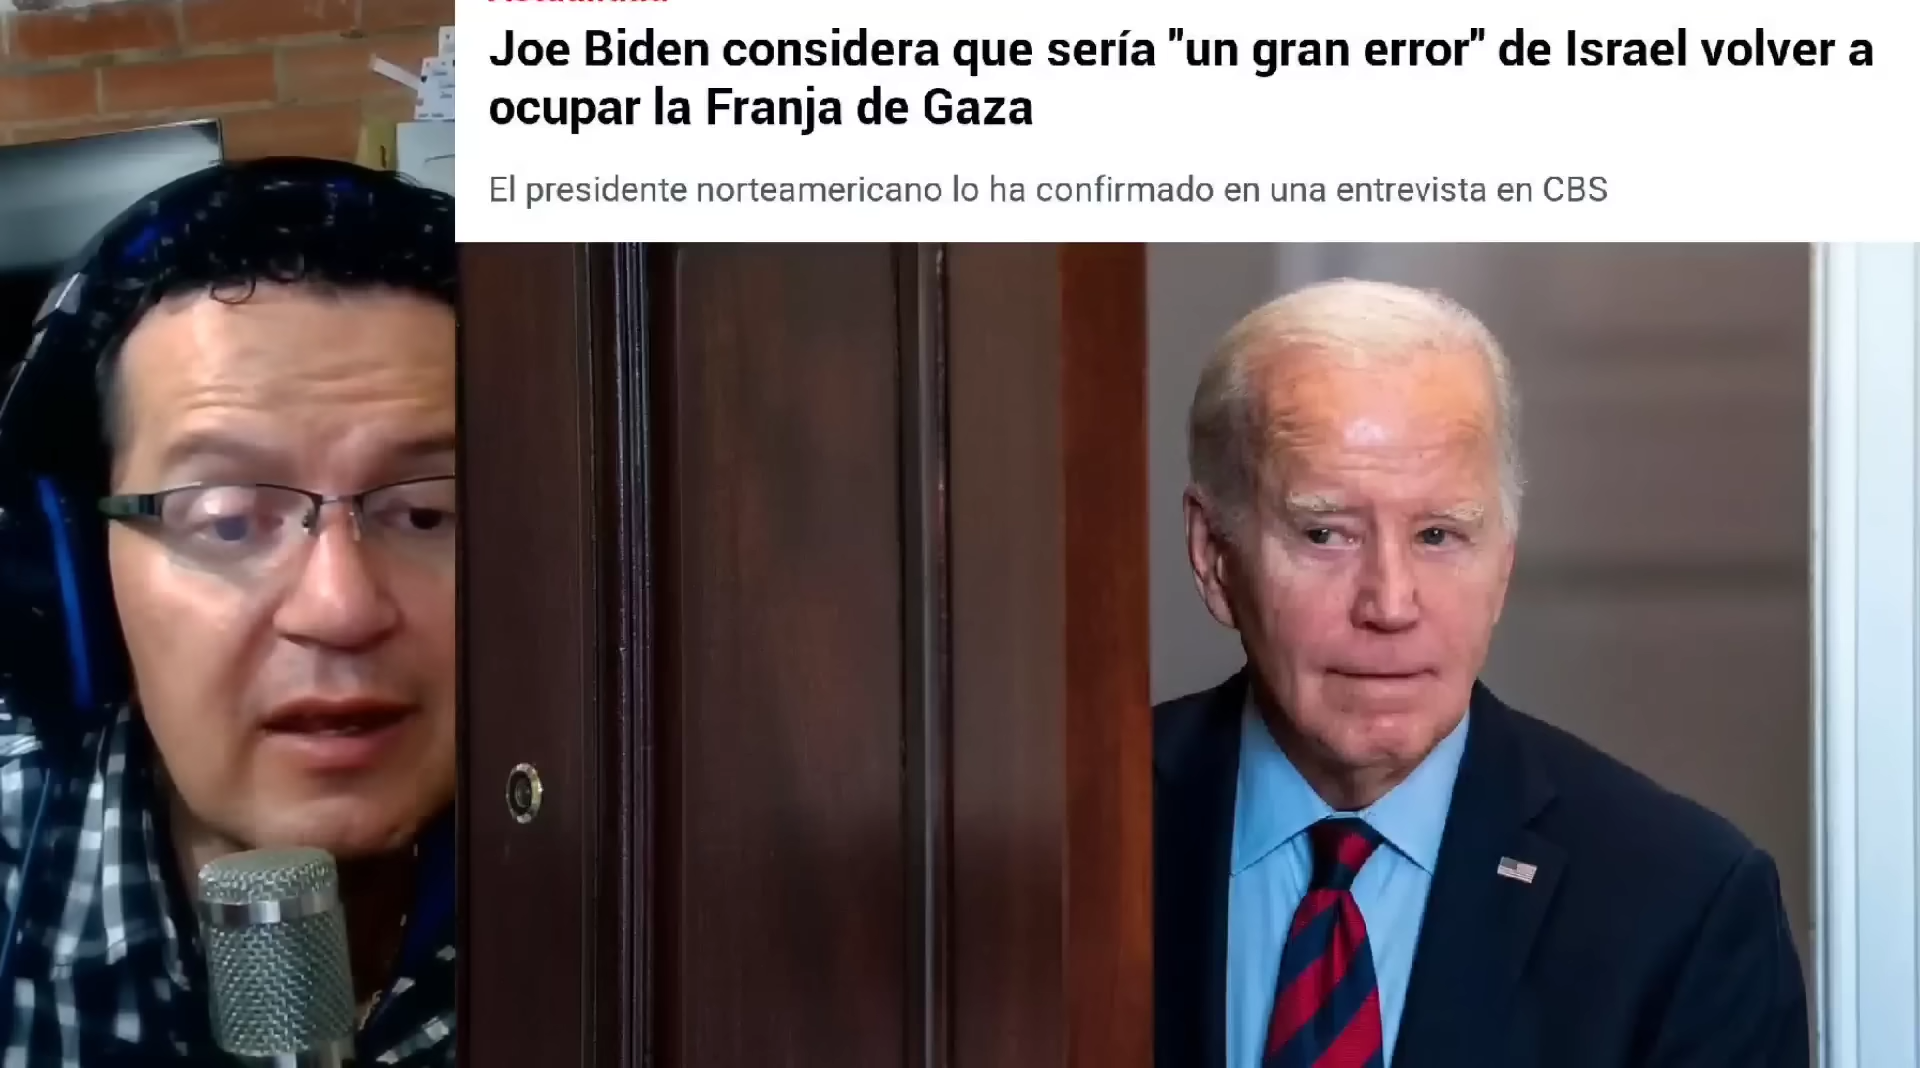 Joe Biden considera que sería "un gran error" de Israel volver a
ocupar la Franja de Gaza
El presidente norteamericano lo ha confirmado en una entrevista en CBS